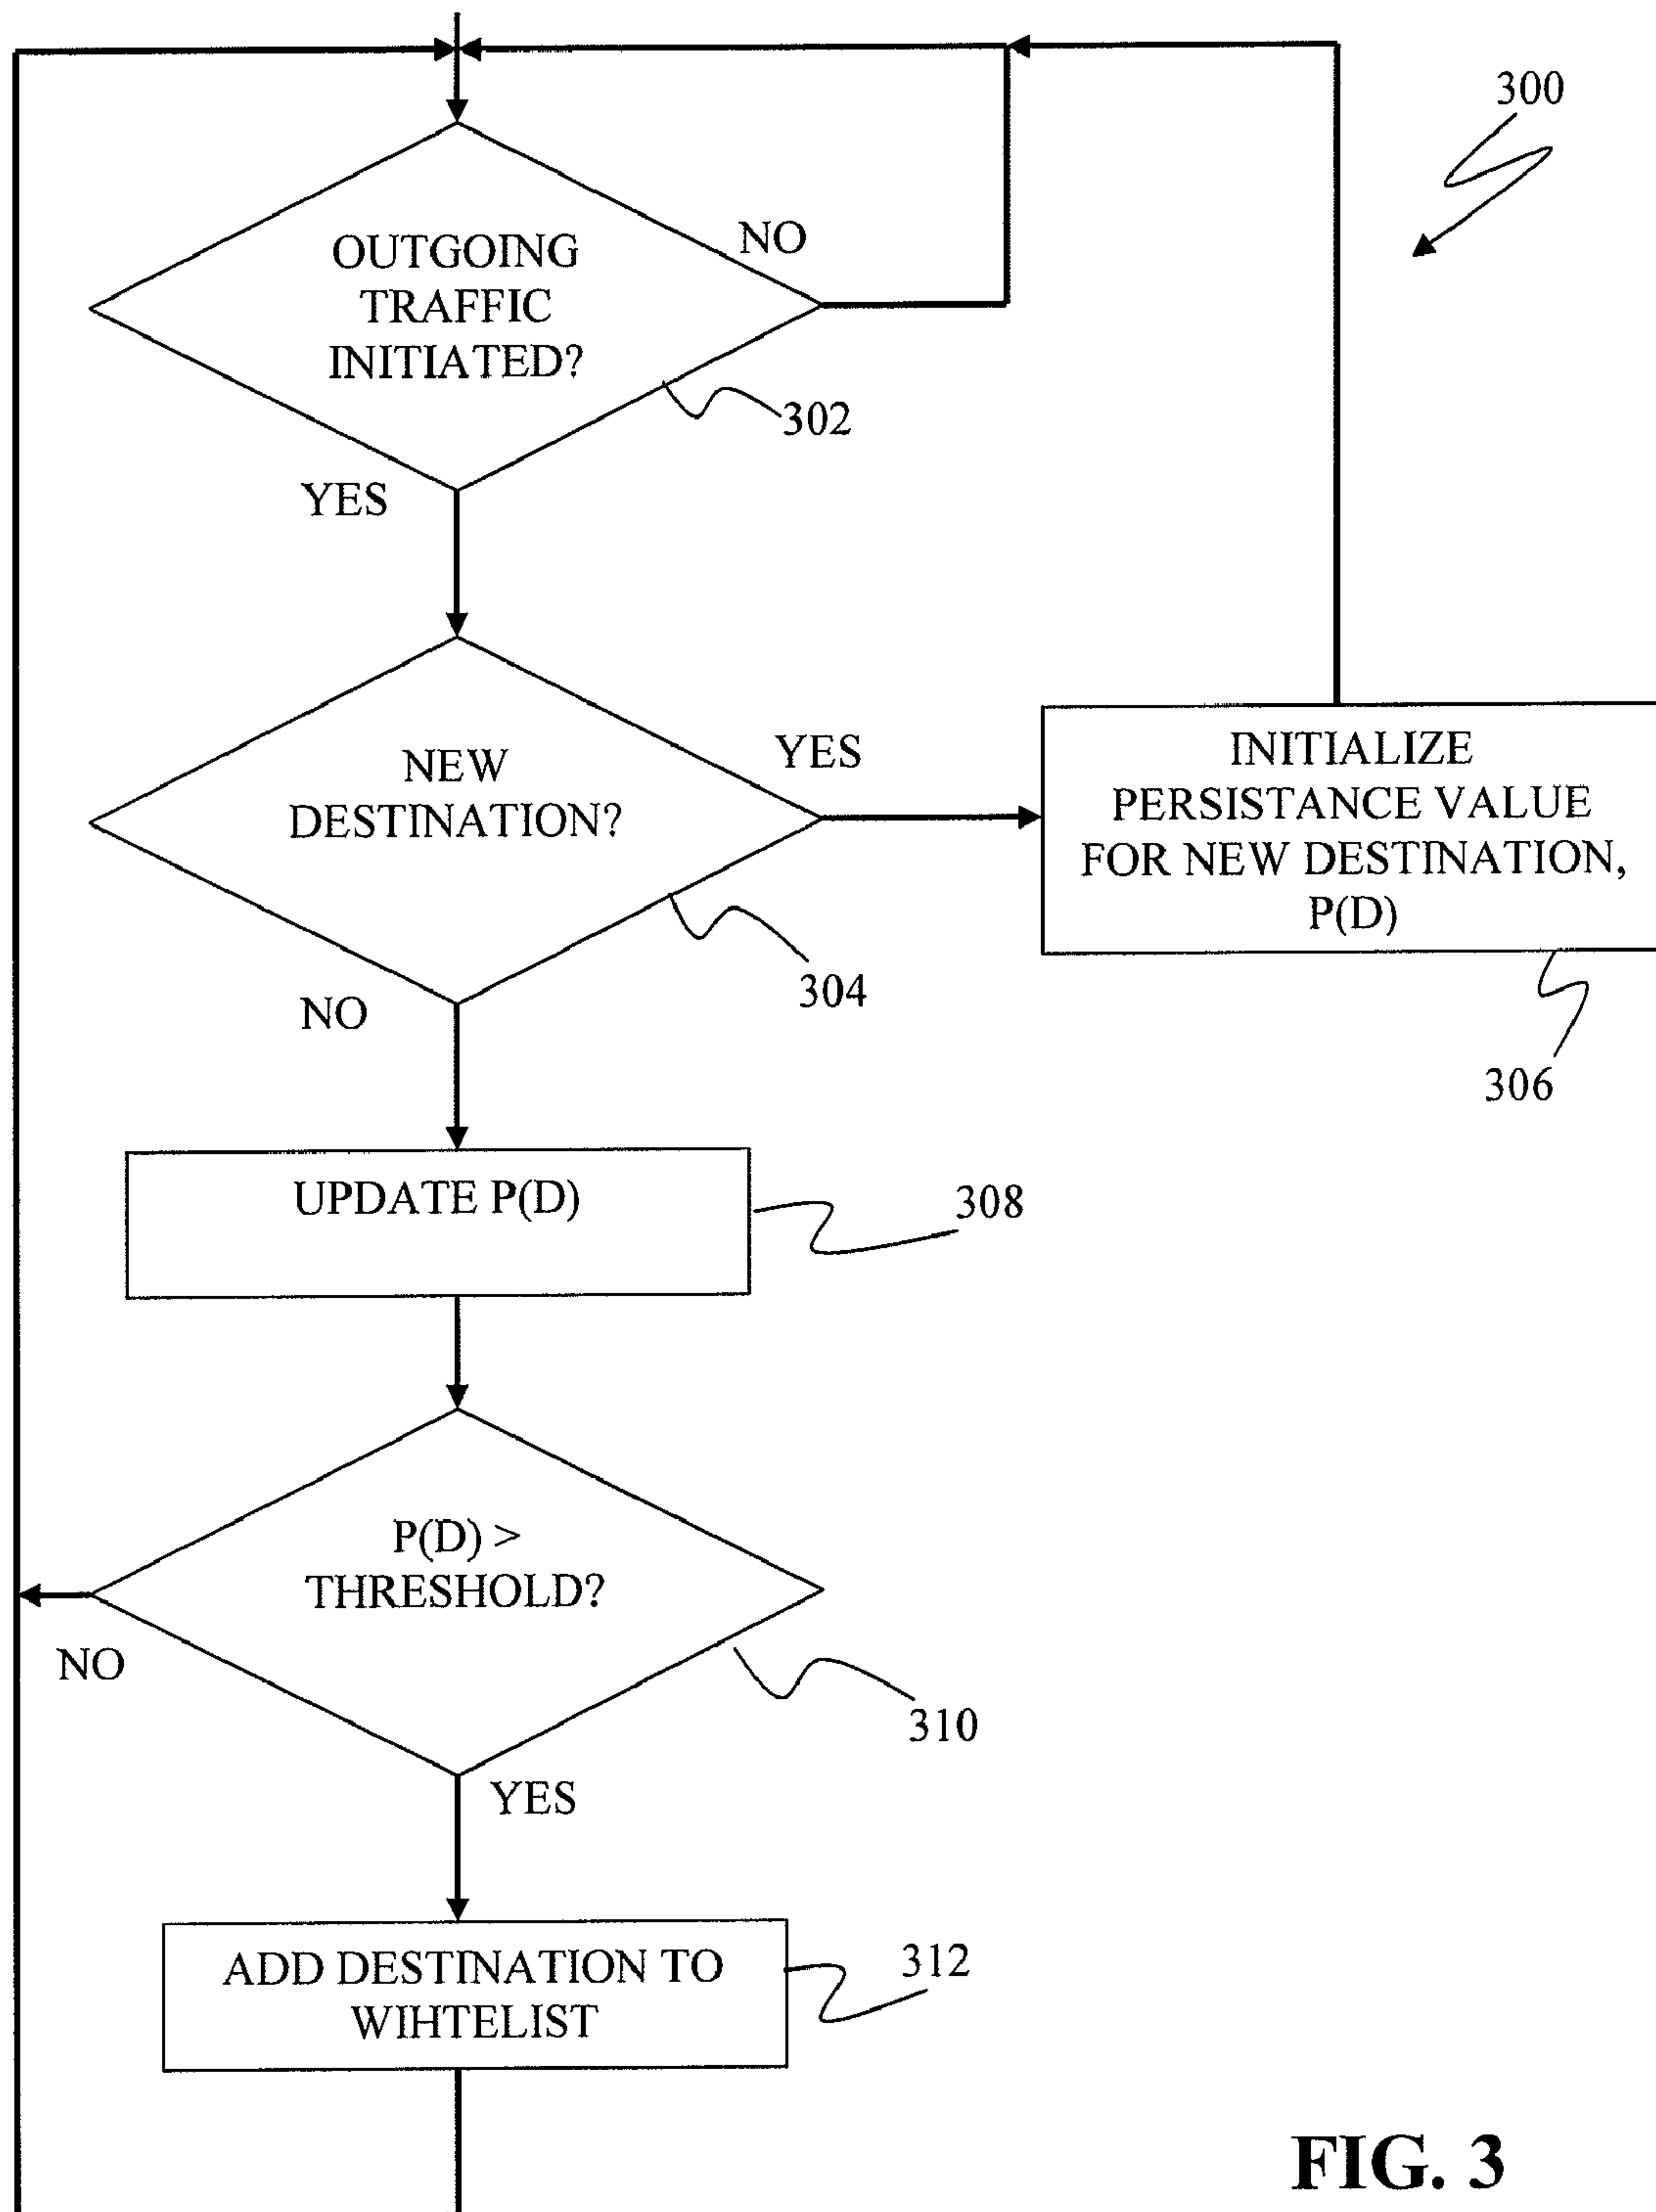 300
OUTGOING
TRAFFIC
INITIATED?
NO
302
YES
NEW
DESTINATION?
YES
INITIALIZE
PERSISTANCE VALUE
FOR NEW DESTINATION,
P(D)
304
NO
306
UPDATE P(D)
308
P(D) >
THRESHOLD?
NO
310
YES
ADD DESTINATION TO
WIHTELIST
312
FIG. 3